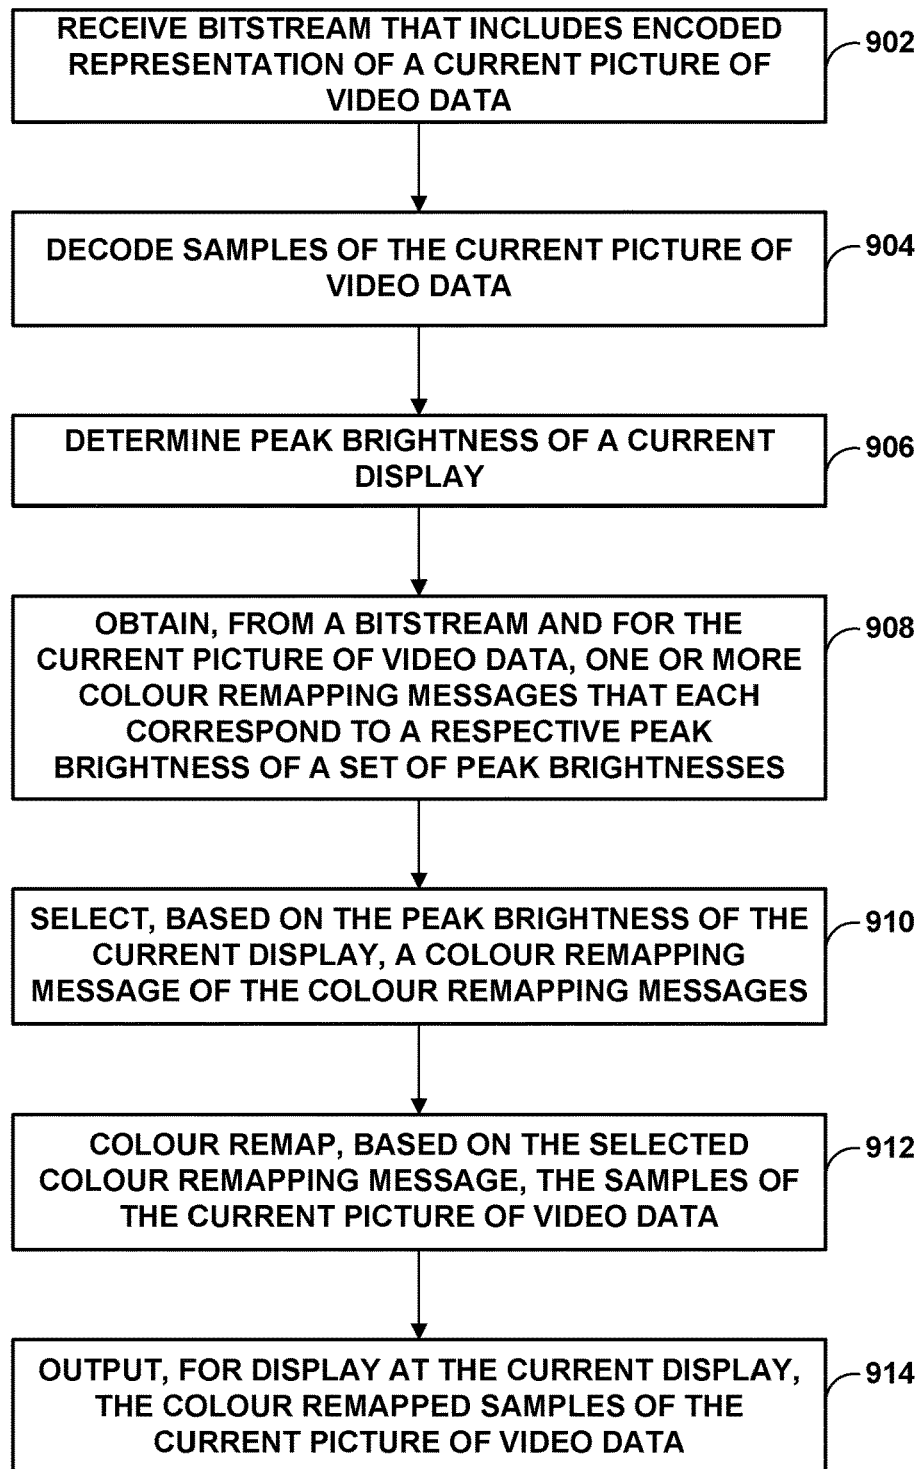 RECEIVE BITSTREAM THAT INCLUDES ENCODED
REPRESENTATION OF A CURRENT PICTURE OF
VIDEO DATA
902
DECODE SAMPLES OF THE CURRENT PICTURE OF
VIDEO DATA
904
DETERMINE PEAK BRIGHTNESS OF A CURRENT
DISPLAY
906
OBTAIN, FROM A BITSTREAM AND FOR THE
CURRENT PICTURE OF VIDEO DATA, ONE OR MORE
COLOUR REMAPPING MESSAGES THAT EACH
CORRESPOND TO A RESPECTIVE PEAK
BRIGHTNESS OF A SET OF PEAK BRIGHTNESSES
908
SELECT, BASED ON THE PEAK BRIGHTNESS OF THE
CURRENT DISPLAY, A COLOUR REMAPPING
MESSAGE OF THE COLOUR REMAPPING MESSAGES
910
COLOUR REMAP, BASED ON THE SELECTED
COLOUR REMAPPING MESSAGE, THE SAMPLES OF
THE CURRENT PICTURE OF VIDEO DATA
912
OUTPUT, FOR DISPLAY AT THE CURRENT DISPLAY,
THE COLOUR REMAPPED SAMPLES OF THE
CURRENT PICTURE OF VIDEO DATA
914